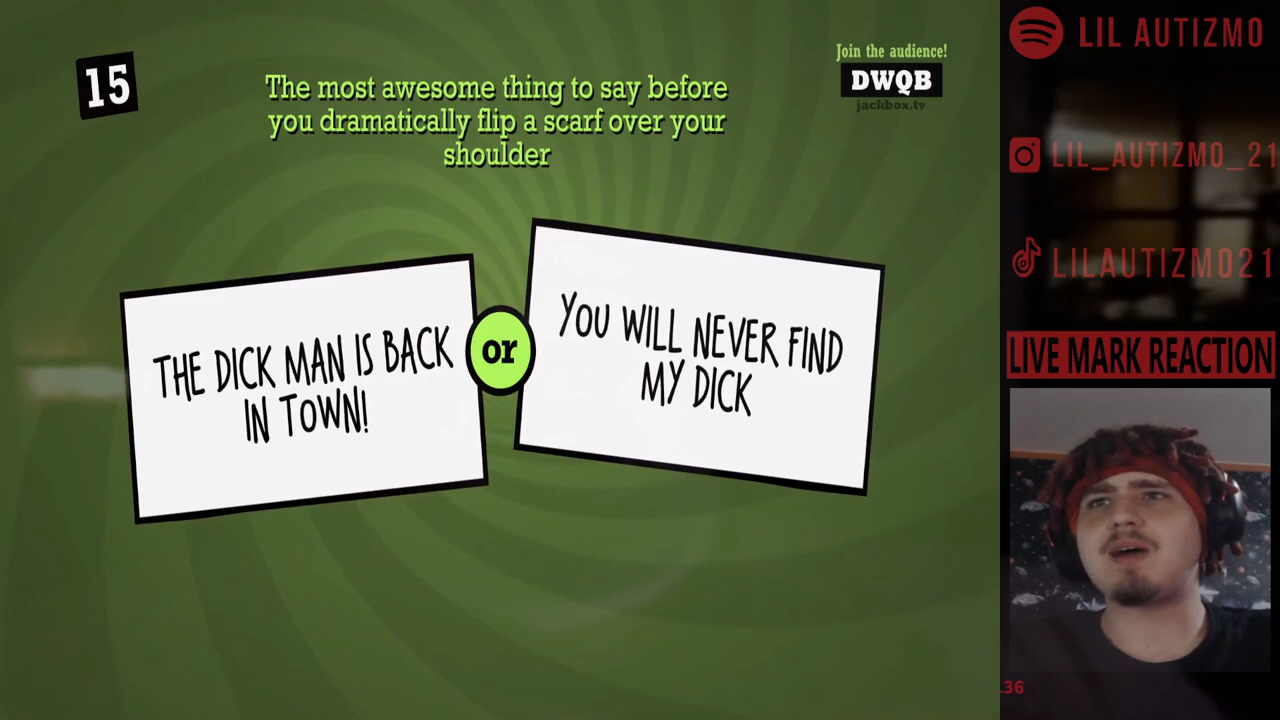 15
The most awesome thing to say before
you dramatically flip a scarf over your
shoulder
Join the audience!
DWQB
jackbox.tv
THE DICK MAN IS BACK
IN TOWN!
or
YOU WILL NEVER FIND
MY DICK
LIL AUTIZMO
LIL_AUTIZMO_21
LILAUTIZMO21
LIVE MARK REACTION
.36